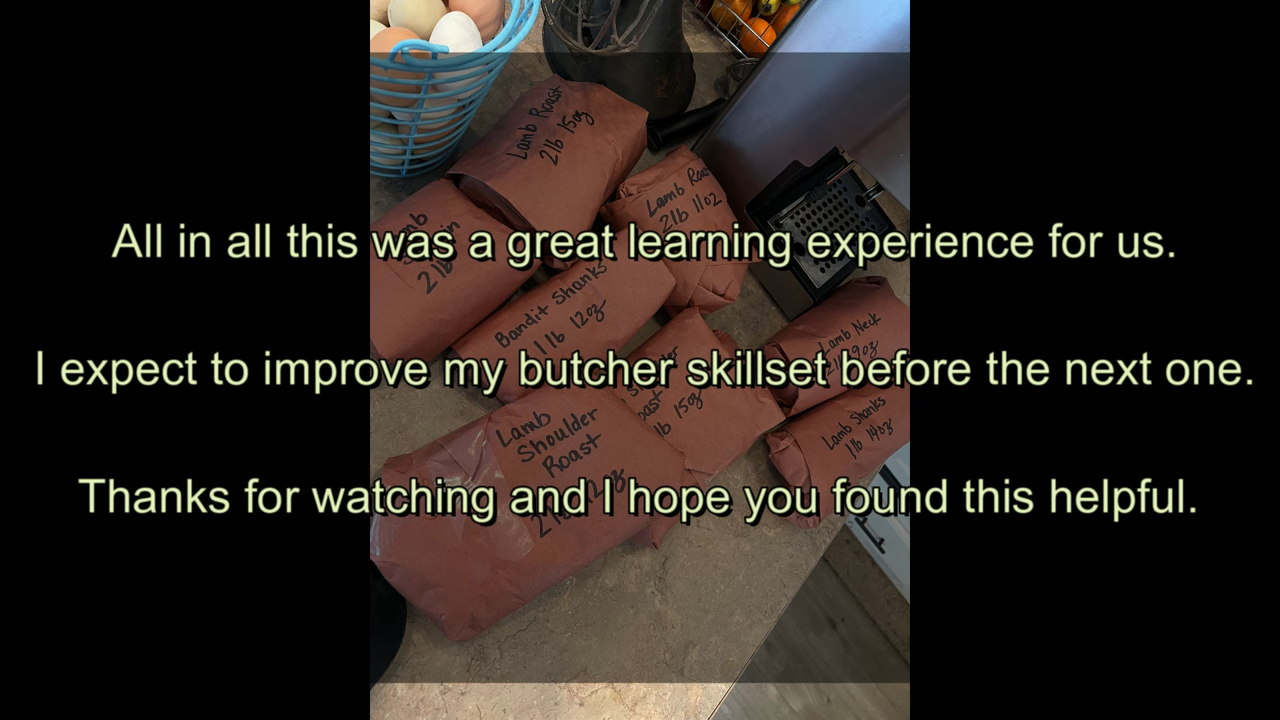 Lamb Roast
2lb 15oz
Lamb Roast
2lb 11oz
All in all this was a great learning experience for us.
Bandit Shanks
1lb 12oz
Lamb Neck
I expect to improve my butcher skillset before the next one.
15oz
Lamb Shanks
1lb 14oz
Lamb
Shoulder
Roast
Thanks for watching and I hope you found this helpful.